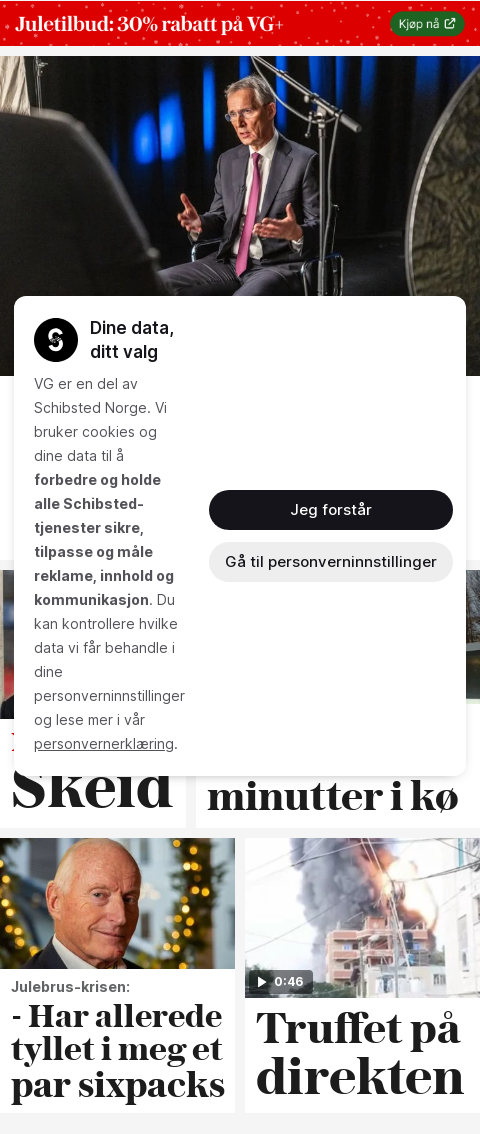 Juletilbud: 30% rabatt på VG+
Kjøp nå
Dine data,
ditt valg
VG er en del av
Schibsted Norge. Vi
bruker cookies og
dine data til å
forbedre og holde
alle Schibsted-
tjenester sikre,
tilpasse og måle
reklame, innhold og
kommunikasjon. Du
kan kontrollere hvilke
data vi får behandle i
dine
personverninnstillinger
og lese mer i vår
personvernerklæring.
Jeg forstår
Gå til personverninnstillinger
Skeid
minutter i kø
Julebrus-krisen:
- Har allerede
tyllet i meg et
par sixpacks
0:46
Truffet på
direkten